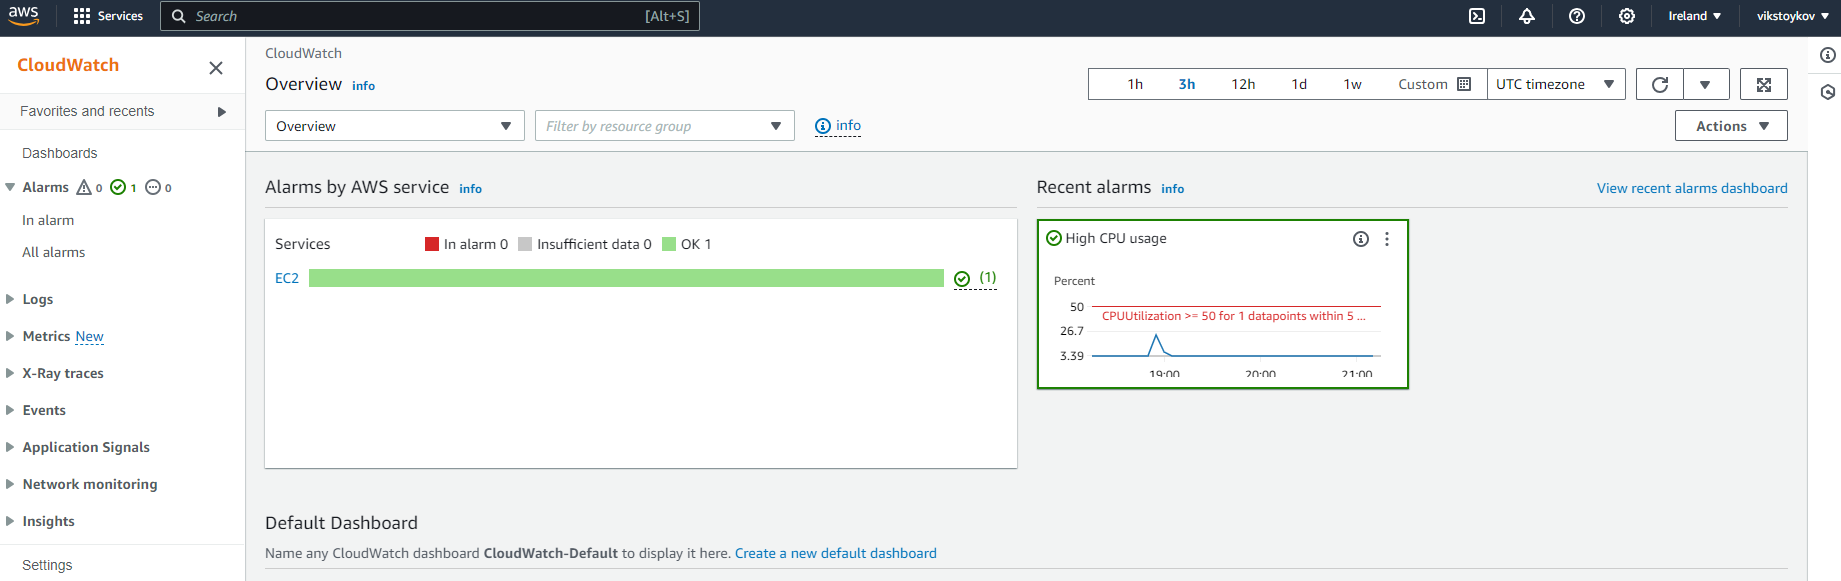 aws
Services
Search
[Alt+S]
Ireland
vikstoykov
CloudWatch
Favorites and recents
Dashboards
Alarms 0 1 0
In alarm
All alarms
Logs
Metrics New
X-Ray traces
Events
Application Signals
Network monitoring
Insights
Settings
CloudWatch
Overview info
1h 3h 12h 1d 1w Custom UTC timezone
Overview
Filter by resource group
info
Actions
Alarms by AWS service info
Services In alarm 0 Insufficient data 0 OK 1
EC2 (1)
Recent alarms info
View recent alarms dashboard
High CPU usage
Percent
50
CPUUtilization >= 50 for 1 datapoints within 5 ...
26.7
3.39
19:00 20:00 21:00
Default Dashboard
Name any CloudWatch dashboard CloudWatch-Default to display it here. Create a new default dashboard